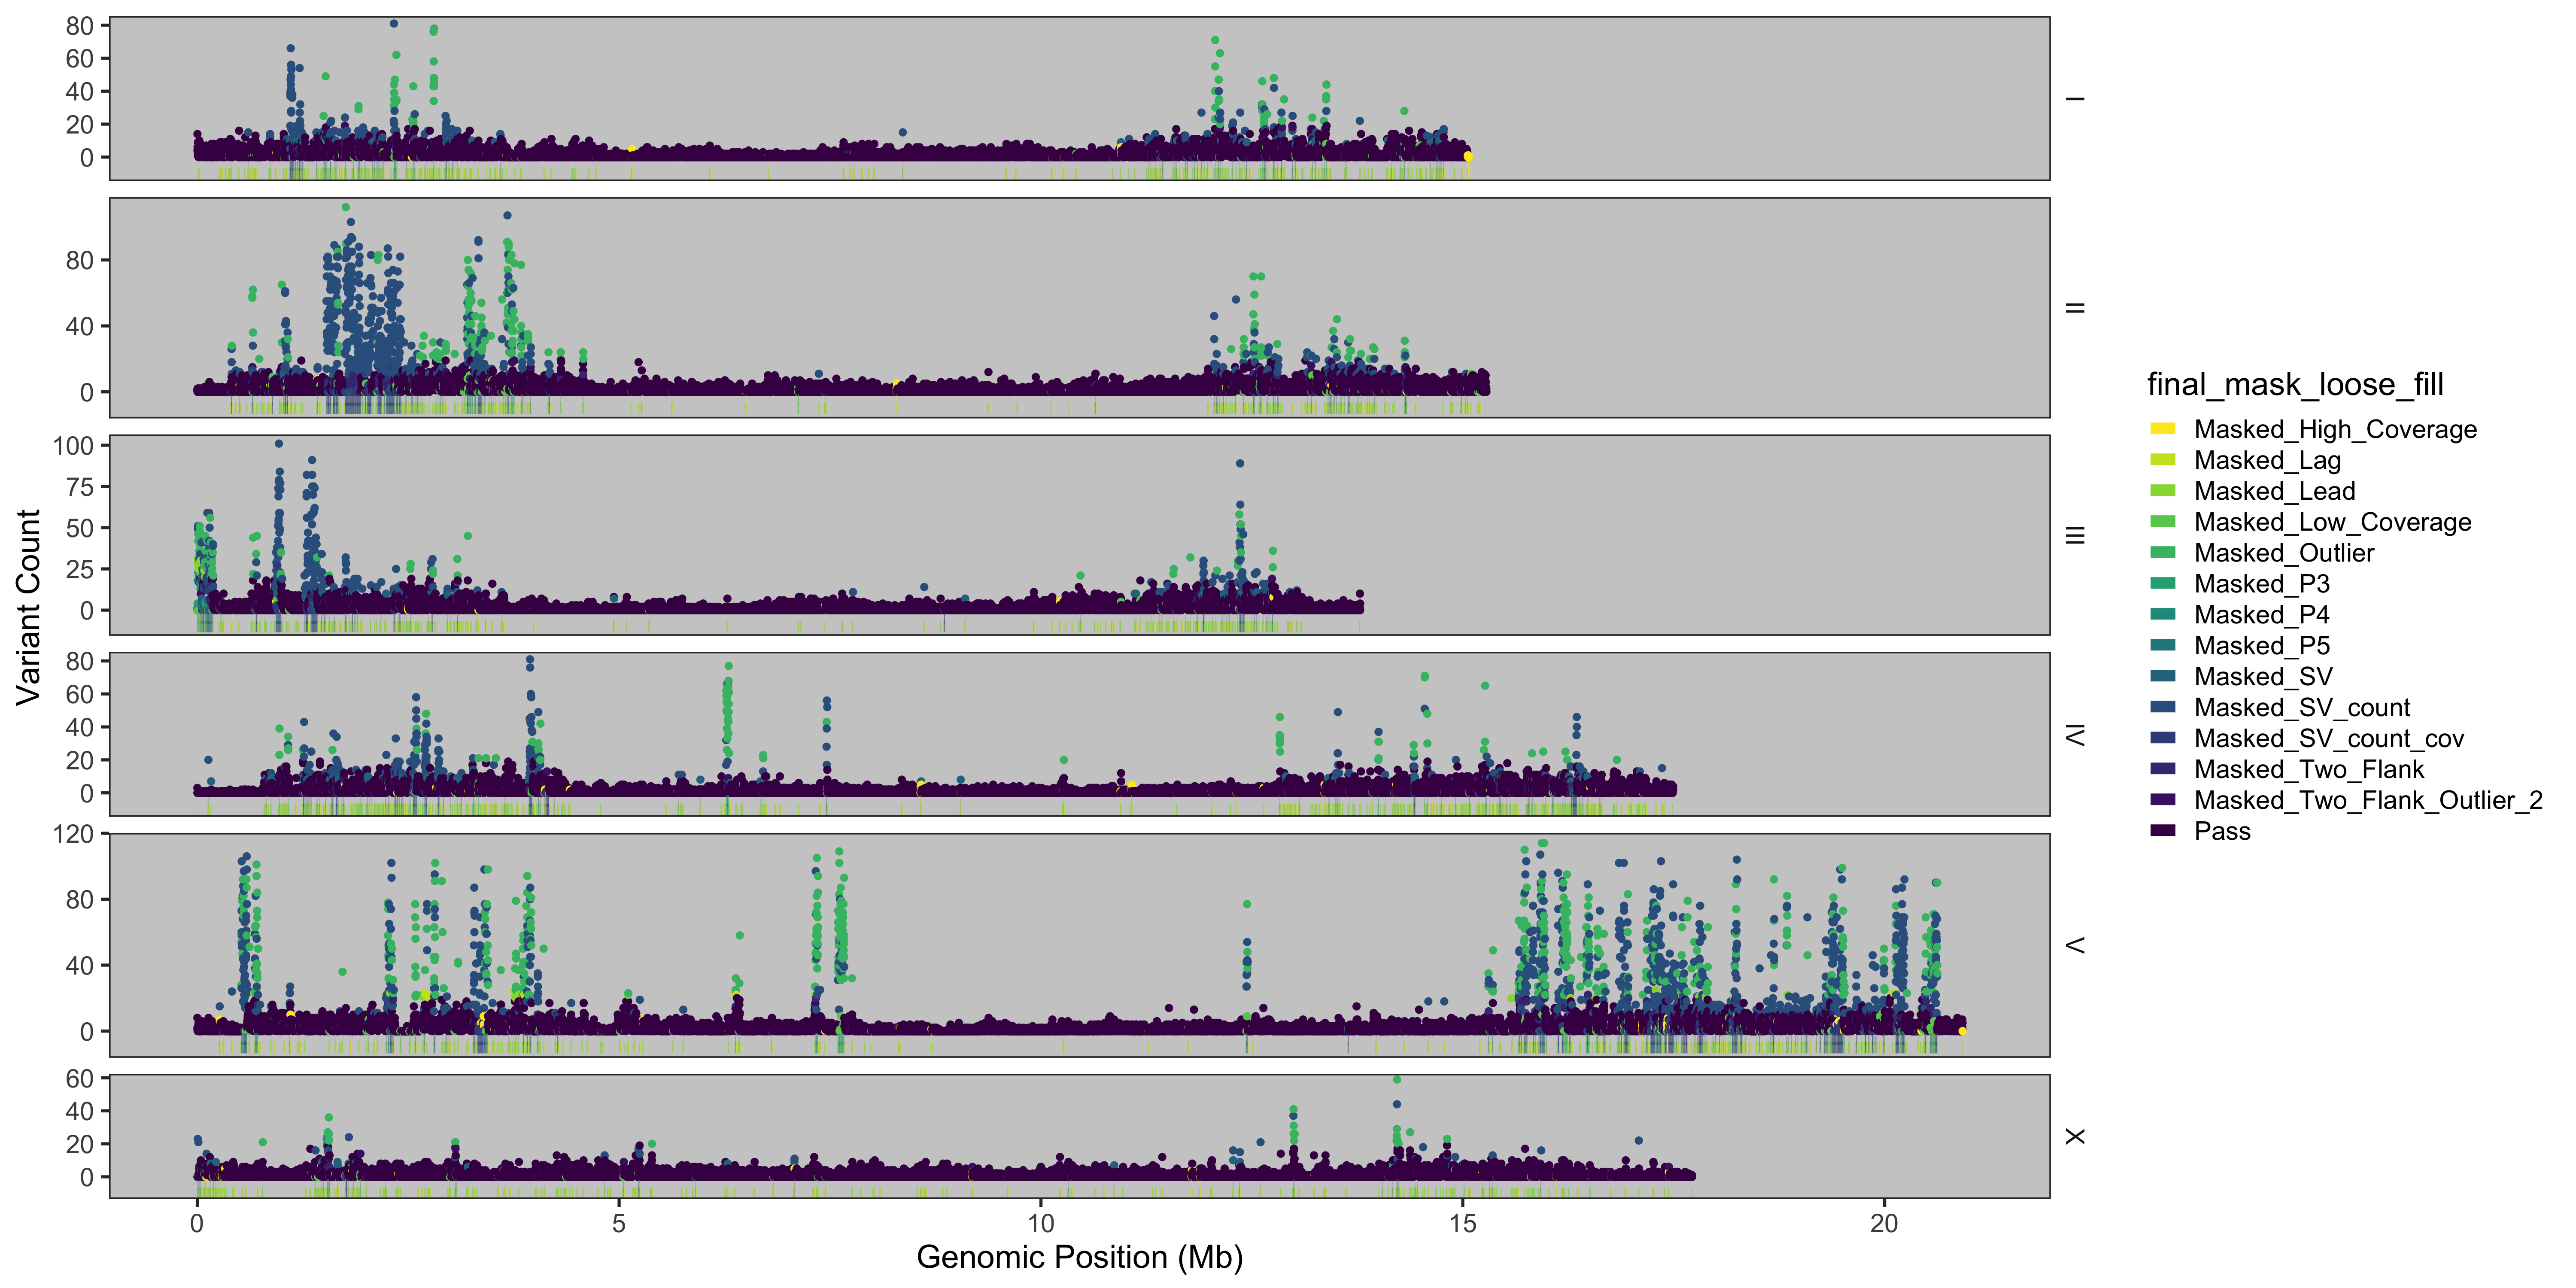 80
60
40
20
0
I
80
40
0
II
100
75
50
25
0
III
Variant Count
80
60
40
20
0
IV
120
80
40
0
V
60
40
20
0
X
0
5
10
15
20
Genomic Position (Mb)
final_mask_loose_fill
Masked_High_Coverage
Masked_Lag
Masked_Lead
Masked_Low_Coverage
Masked_Outlier
Masked_P3
Masked_P4
Masked_P5
Masked_SV
Masked_SV_count
Masked_SV_count_cov
Masked_Two_Flank
Masked_Two_Flank_Outlier_2
Pass